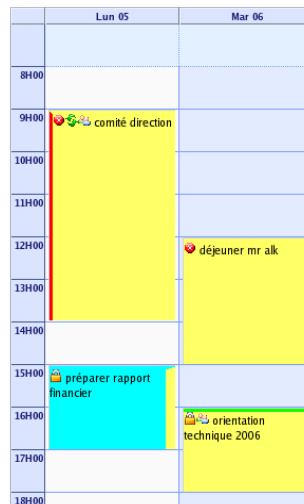 Lun 05 Mar 06
8H00
9H00
comité direction
10H00
11H00
12H00
déjeuner mr alk
13H00
14H00
15H00
préparer rapport
financier
16H00
orientation
technique 2006
17H00
18H00